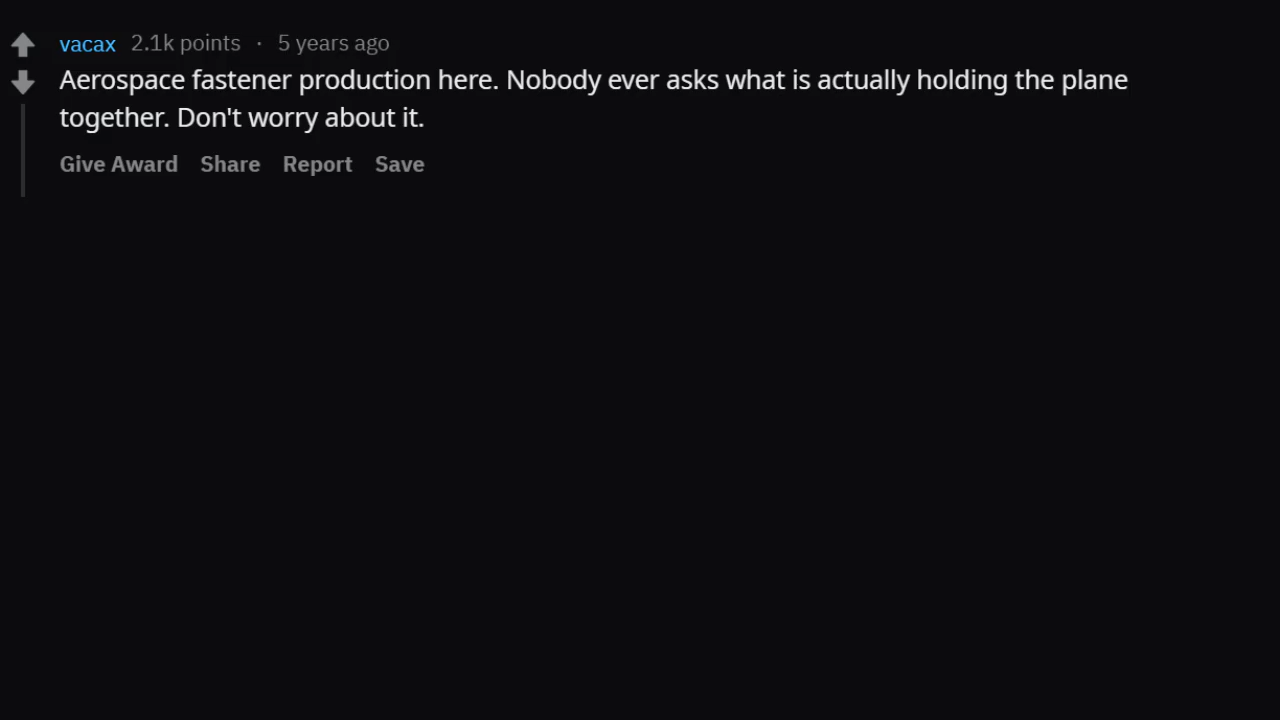 vacax 2.1k points · 5 years ago
Aerospace fastener production here. Nobody ever asks what is actually holding the plane
together. Don't worry about it.
Give Award Share Report Save